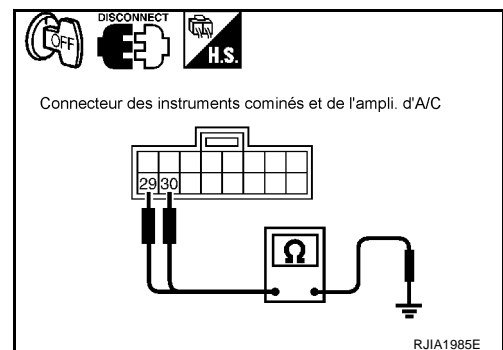 OFF
DISCONNECT
H.S.
Connecteur des instruments cominés et de l'ampli. d'A/C
29 30
Ω
RJIA1985E